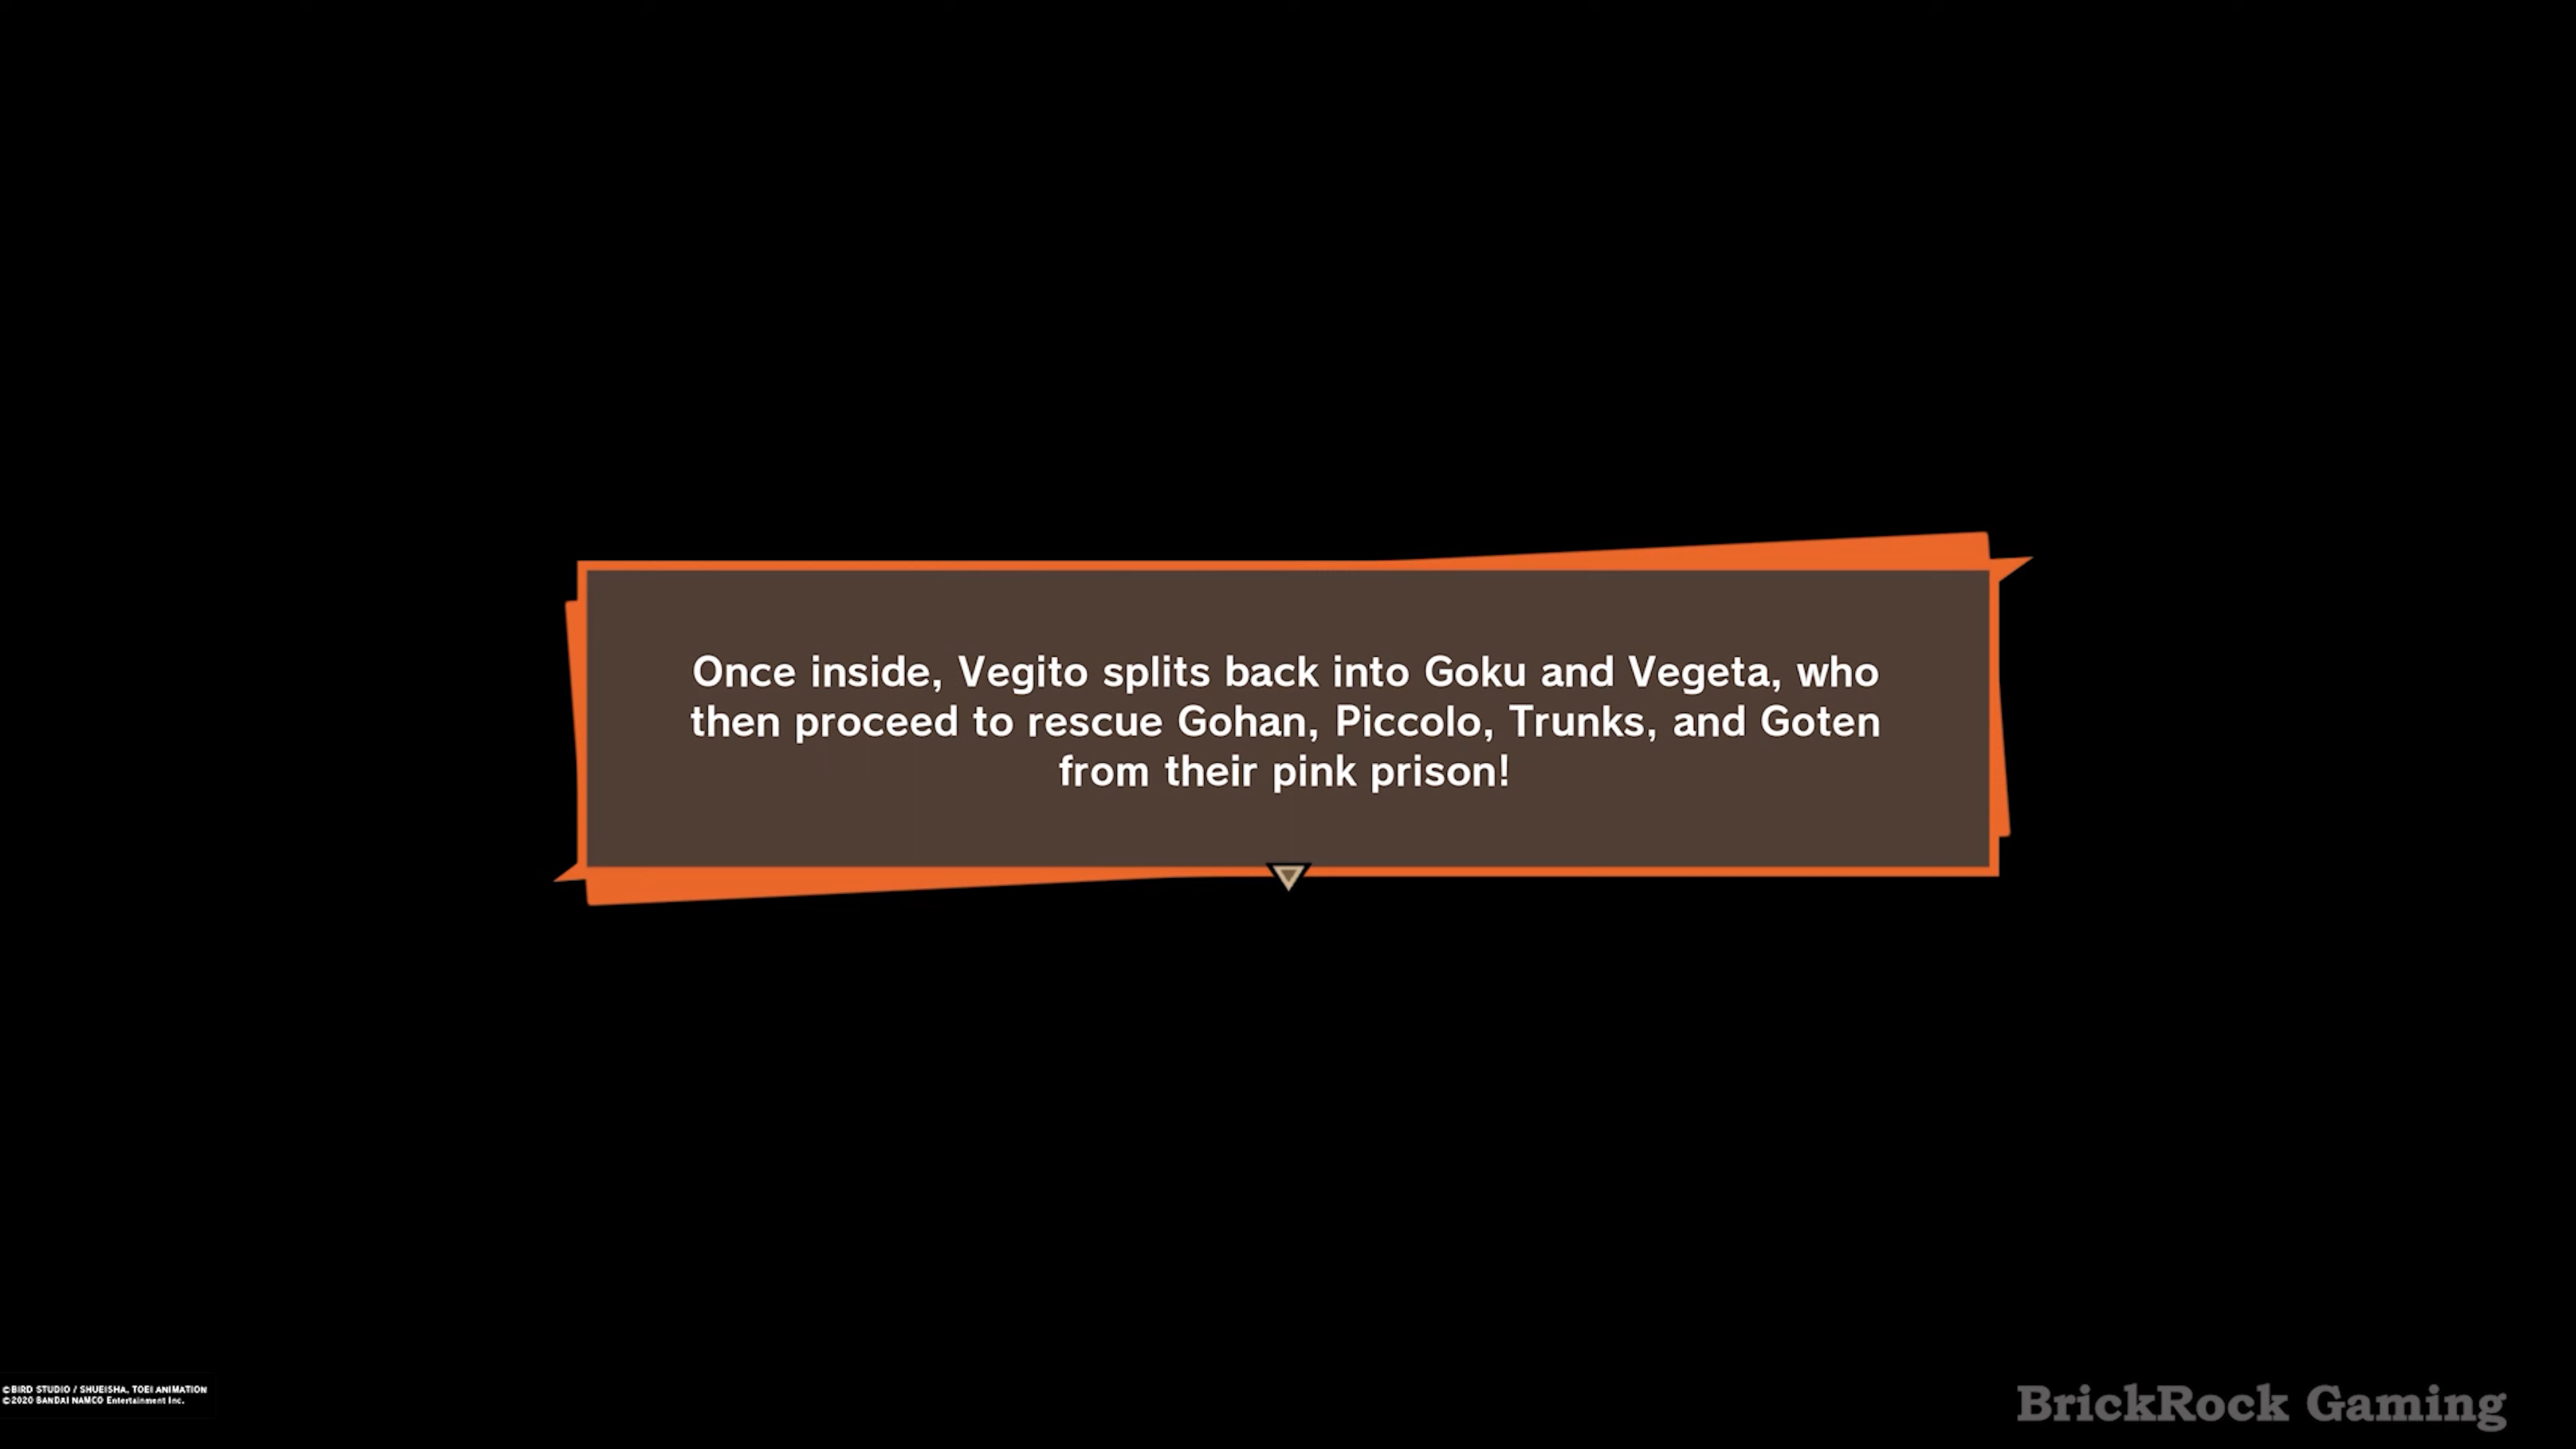 Once inside, Vegito splits back into Goku and Vegeta, who
then proceed to rescue Gohan, Piccolo, Trunks, and Goten
from their pink prison!
©BIRD STUDIO / SHUEISHA, TOEI ANIMATION
©2020 BANDAI NAMCO Entertainment Inc.
BrickRock Gaming